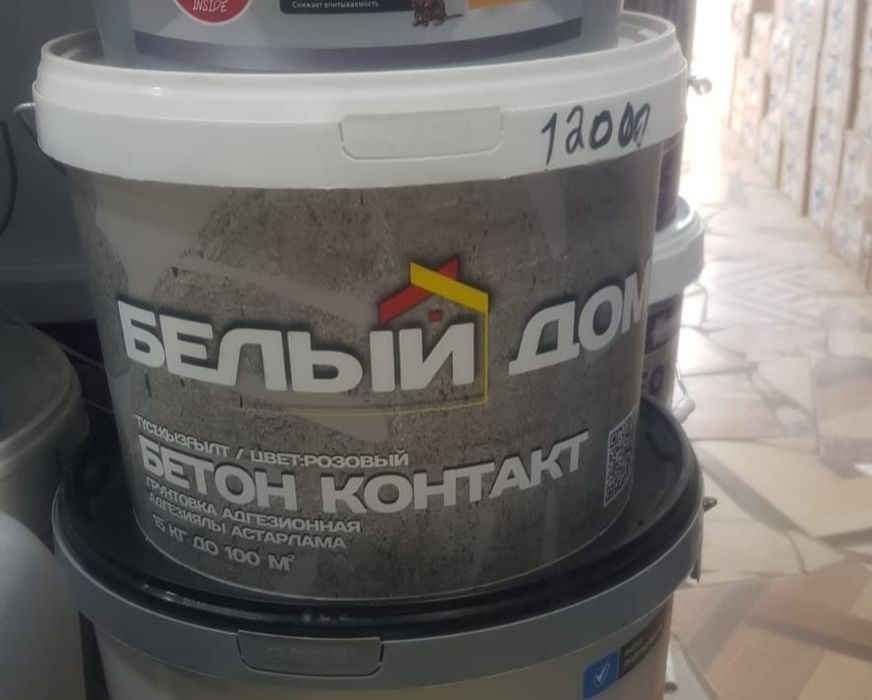 INSIDE
Снижает впитываемость
12000
БЕЛЫЙ ДОМ
ТҮСІ:ҚЫЗҒЫЛТ / ЦВЕТ:РОЗОВЫЙ
БЕТОН КОНТАКТ
ГРУНТОВКА АДГЕЗИОННАЯ
АДГЕЗИЯЛЫ АСТАРЛАМА
15 КГ ДО 100 М²
OPEN